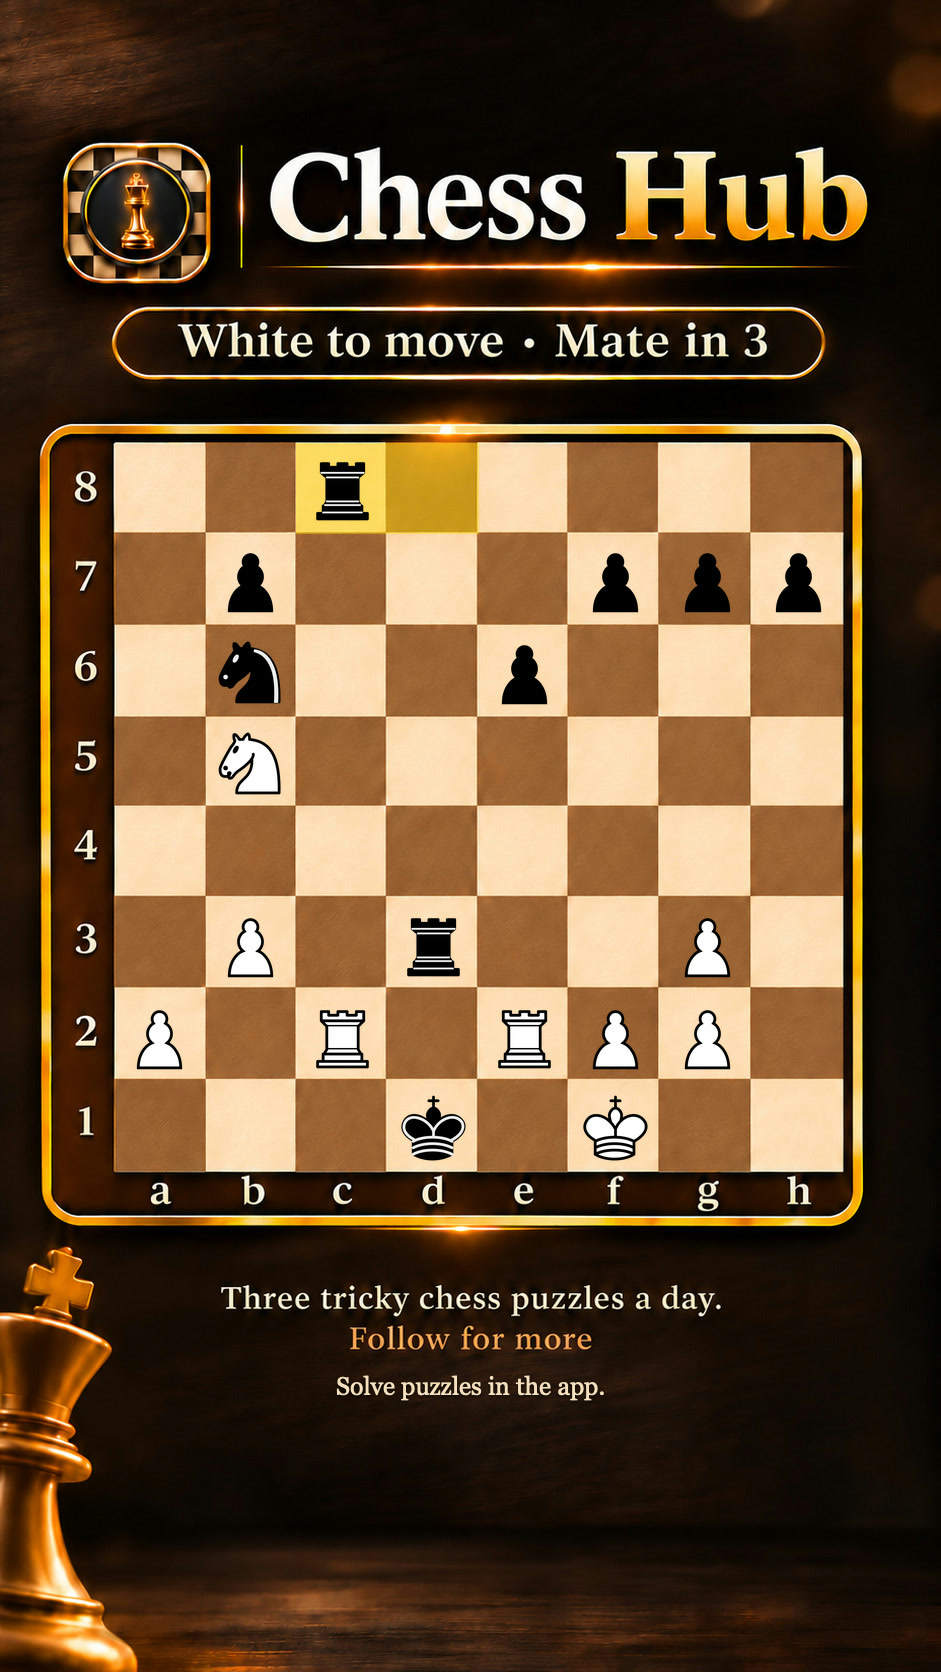 Chess Hub
White to move • Mate in 3
8
7
6
5
4
3
2
1
a b c d e f g h
Three tricky chess puzzles a day.
Follow for more
Solve puzzles in the app.